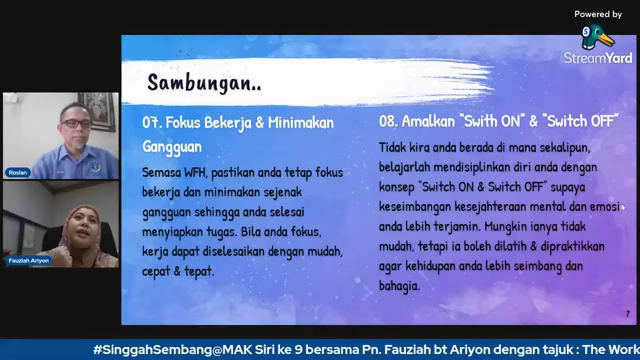 Powered by
StreamYard
Sambungan..
07. Fokus Bekerja & Minimakan
Gangguan
Semasa WFH, pastikan anda tetap fokus
bekerja dan minimakan sejenak
gangguan sehingga anda selesai
menyiapkan tugas. Bila anda fokus,
kerja dapat diselesaikan dengan mudah,
cepat & tepat.
08. Amalkan "Swith ON" & "Switch OFF"
Tidak kira anda berada di mana sekalipun,
belajarlah mendisiplinkan diri anda dengan
konsep "Switch ON & Switch OFF" supaya
keseimbangan kesejahteraan mental dan emosi
anda lebih terjamin. Mungkin ianya tidak
mudah, tetapi ia boleh dilatih & dipraktikkan
agar kehidupan anda lebih seimbang dan
bahagia.
7
Roslan
Fauziah Ariyon
#SinggahSembang@MAK Siri ke 9 bersama Pn. Fauziah bt Ariyon dengan tajuk : The Work